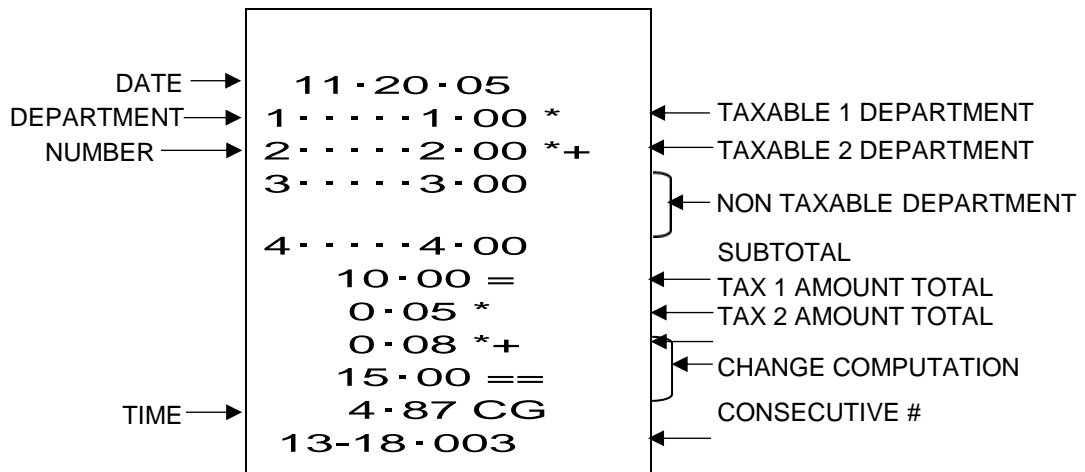 DATE
11-20-05
DEPARTMENT
1-----1-00 *
TAXABLE 1 DEPARTMENT
NUMBER
2-----2-00 *+
TAXABLE 2 DEPARTMENT
3-----3-00
NON TAXABLE DEPARTMENT
4-----4-00
SUBTOTAL
10-00 =
TAX 1 AMOUNT TOTAL
0-05 *
TAX 2 AMOUNT TOTAL
0-08 *+
15-00 ==
CHANGE COMPUTATION
TIME
4-87 CG
CONSECUTIVE #
13-18-003